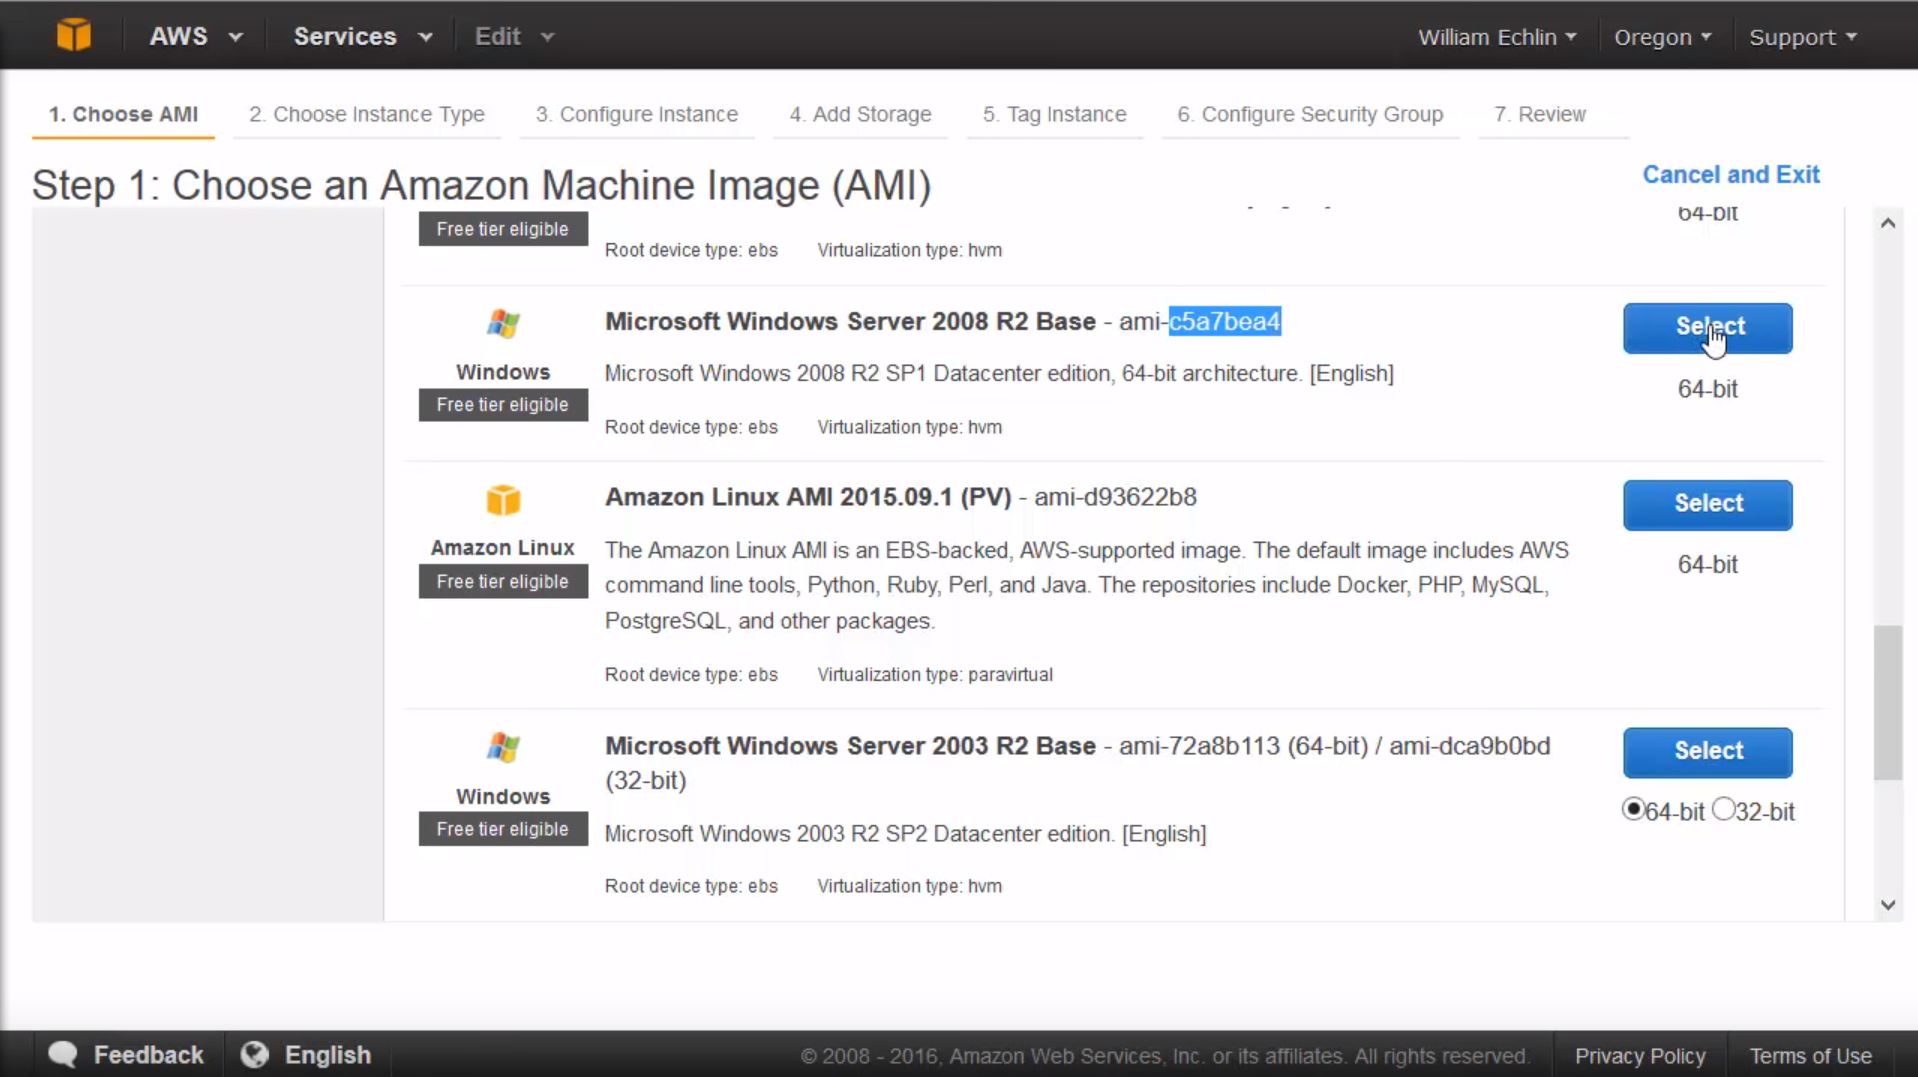 AWS Services Edit William Echlin Oregon Support
1. Choose AMI 2. Choose Instance Type 3. Configure Instance 4. Add Storage 5. Tag Instance 6. Configure Security Group 7. Review
Step 1: Choose an Amazon Machine Image (AMI)
Cancel and Exit
64-bit
Free tier eligible
Root device type: ebs Virtualization type: hvm
Microsoft Windows Server 2008 R2 Base - ami-c5a7bea4
Select
Windows
Free tier eligible
Microsoft Windows 2008 R2 SP1 Datacenter edition, 64-bit architecture. [English]
64-bit
Root device type: ebs Virtualization type: hvm
Amazon Linux AMI 2015.09.1 (PV) - ami-d93622b8
Select
Amazon Linux
Free tier eligible
The Amazon Linux AMI is an EBS-backed, AWS-supported image. The default image includes AWS
command line tools, Python, Ruby, Perl, and Java. The repositories include Docker, PHP, MySQL,
PostgreSQL, and other packages.
64-bit
Root device type: ebs Virtualization type: paravirtual
Microsoft Windows Server 2003 R2 Base - ami-72a8b113 (64-bit) / ami-dca9b0bd
(32-bit)
Select
Windows
Free tier eligible
64-bit 32-bit
Microsoft Windows 2003 R2 SP2 Datacenter edition. [English]
Root device type: ebs Virtualization type: hvm
Feedback English © 2008 - 2016, Amazon Web Services, Inc. or its affiliates. All rights reserved. Privacy Policy Terms of Use